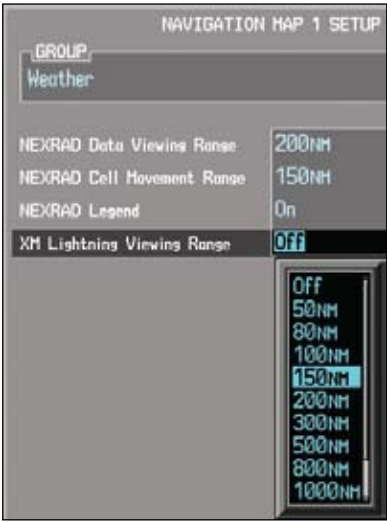 NAVIGATION MAP 1 SETUP
GROUP
Weather
NEXRAD Data Viewing Range 200NM
NEXRAD Cell Movement Range 150NM
NEXRAD Legend On
XM Lightning Viewing Range Off
Off
50NM
80NM
100NM
150NM
200NM
300NM
500NM
800NM
1000NM